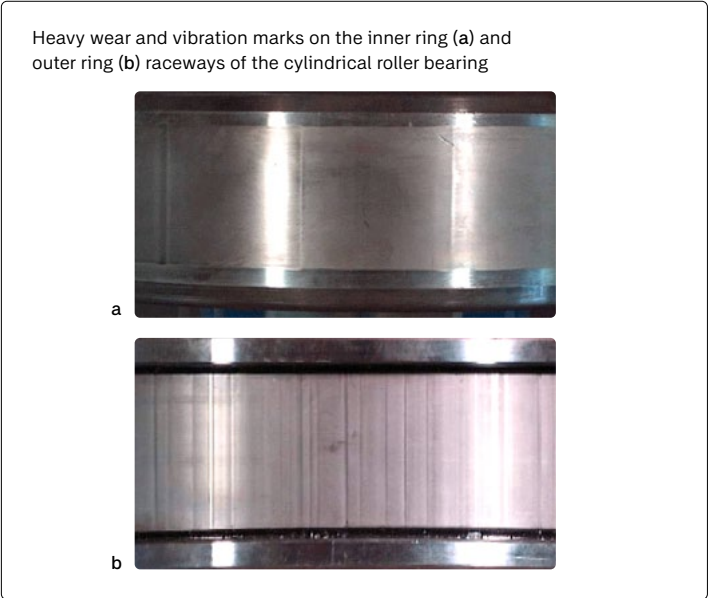 Heavy wear and vibration marks on the inner ring (a) and
outer ring (b) raceways of the cylindrical roller bearing
a
b